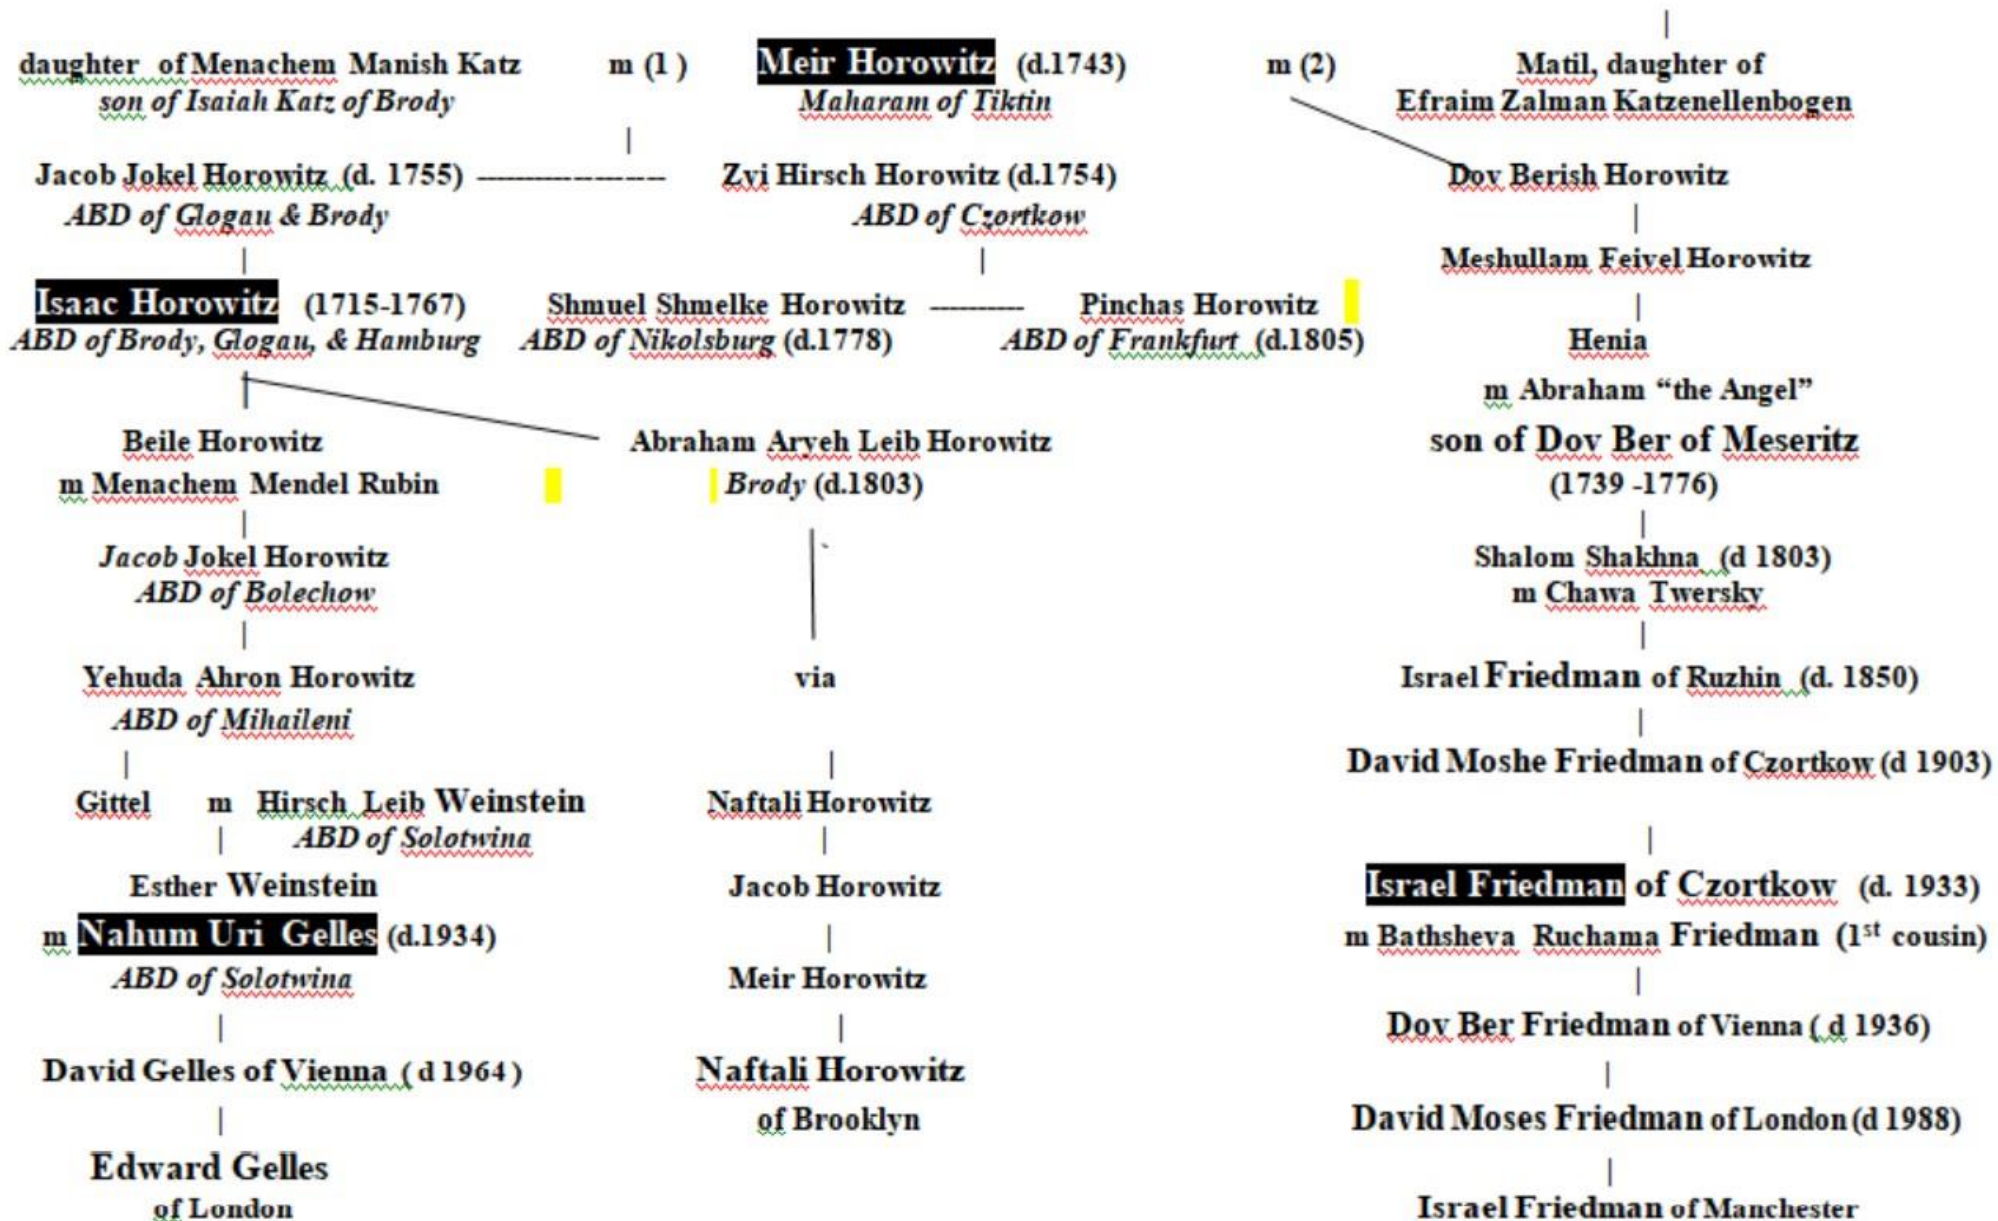 daughter of Menachem Manish Katz m (1 ) Meir Horowitz (d.1743) m (2) Matil, daughter of
son of Isaiah Katz of Brody Maharam of Tiktin Efraim Zalman Katzenellenbogen
Jacob Jokel Horowitz (d. 1755) Zvi Hirsch Horowitz (d.1754) Dov Berish Horowitz
ABD of Glogau & Brody ABD of Czortkow
Meshullam Feivel Horowitz
Isaac Horowitz (1715-1767) Shmuel Shmelke Horowitz Pinchas Horowitz
ABD of Brody, Glogau, & Hamburg ABD of Nikolsburg (d.1778) ABD of Frankfurt (d.1805) Henia
m Abraham “the Angel”
Beile Horowitz Abraham Aryeh Leib Horowitz son of Dov Ber of Meseritz
m Menachem Mendel Rubin Brody (d.1803) (1739 -1776)
Jacob Jokel Horowitz Shalom Shakhna (d 1803)
ABD of Bolechow m Chawa Twersky
Yehuda Ahron Horowitz via Israel Friedman of Ruzhin (d. 1850)
ABD of Mihaileni
David Moshe Friedman of Czortkow (d 1903)
Gittel m Hirsch Leib Weinstein Naftali Horowitz
ABD of Solotwina
Esther Weinstein Jacob Horowitz Israel Friedman of Czortkow (d. 1933)
m Nahum Uri Gelles (d.1934) m Bathsheva Ruchama Friedman (1st cousin)
ABD of Solotwina Meir Horowitz
Dov Ber Friedman of Vienna ( d 1936)
David Gelles of Vienna ( d 1964 ) Naftali Horowitz
of Brooklyn David Moses Friedman of London (d 1988)
Edward Gelles
of London Israel Friedman of Manchester